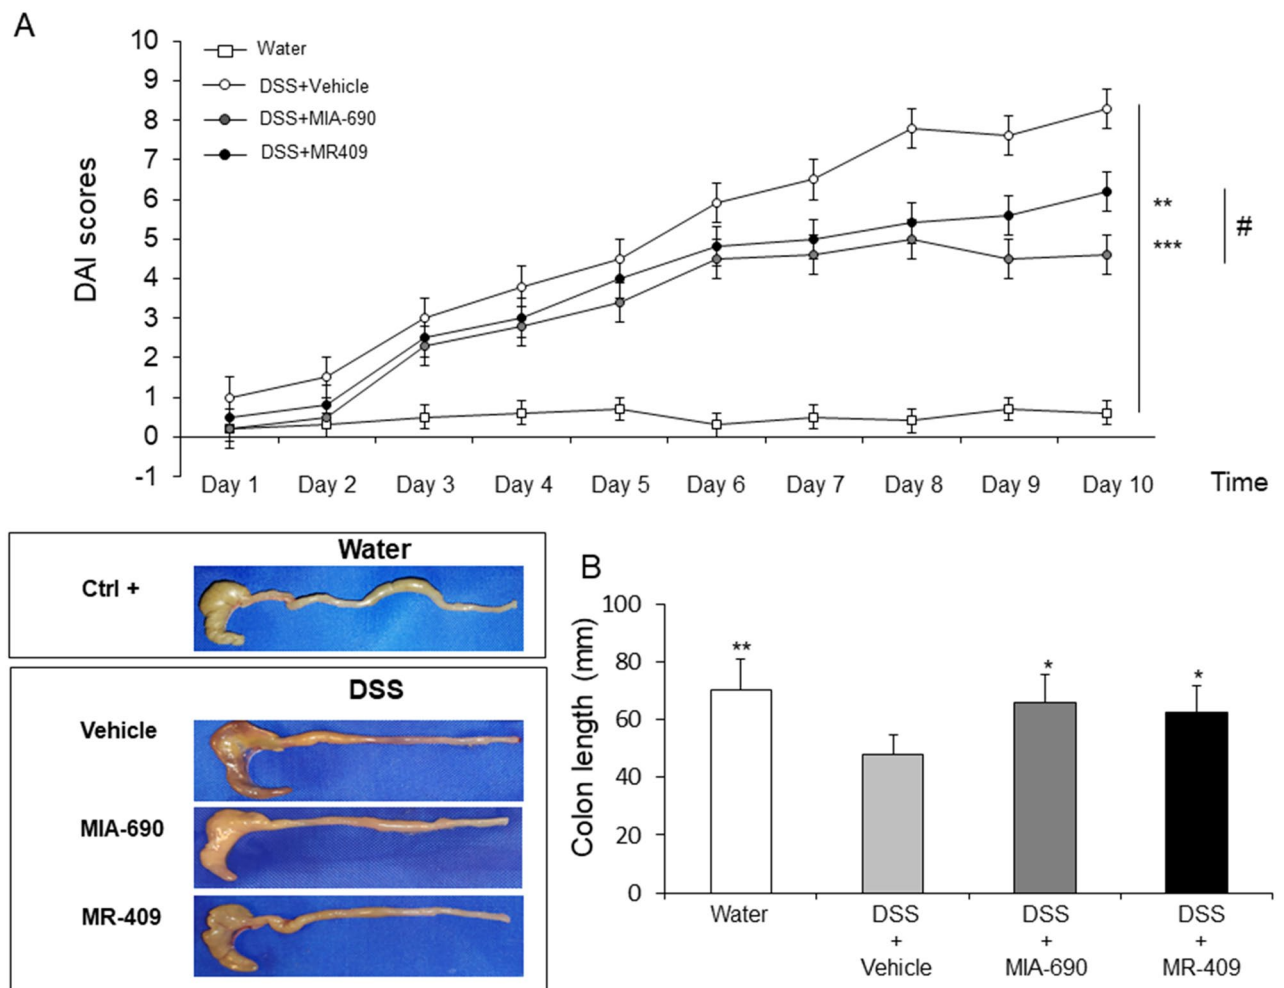 A
10
9
8
7
6
5
4
3
2
1
0
-1
DAI scores
Water
DSS+Vehicle
DSS+MIA-690
DSS+MR409
**
***
#
Day 1 Day 2 Day 3 Day 4 Day 5 Day 6 Day 7 Day 8 Day 9 Day 10 Time
Water
Ctrl +
DSS
Vehicle
MIA-690
MR-409
B
Colon length (mm)
100
80
60
40
20
0
**
*
*
Water
DSS
+
Vehicle
DSS
+
MIA-690
DSS
+
MR-409